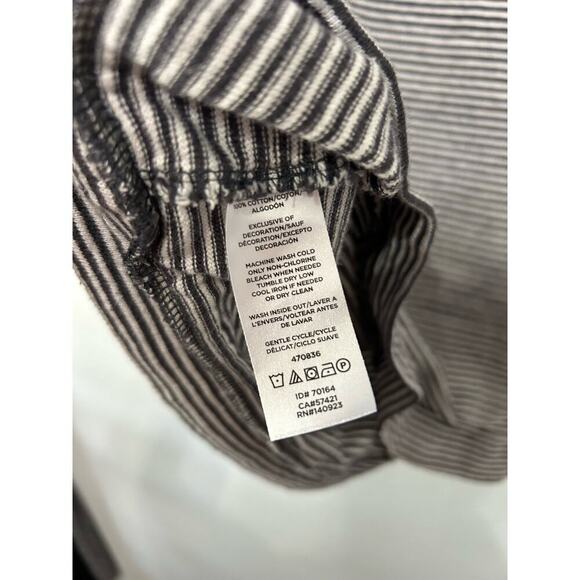 100% COTTON/COTON/
ALGODÓN
EXCLUSIVE OF
DECORATION/SAUF
DÉCORATION/EXCEPTO
DECORACIÓN
MACHINE WASH COLD
ONLY NON-CHLORINE
BLEACH WHEN NEEDED
TUMBLE DRY LOW
COOL IRON IF NEEDED
OR DRY CLEAN
WASH INSIDE OUT/LAVER A
L'ENVERS/VOLTEAR ANTES
DE LAVAR
GENTLE CYCLE/CYCLE
DÉLICAT/CICLO SUAVE
470836
P
ID# 70164
CA#57421
RN#140923